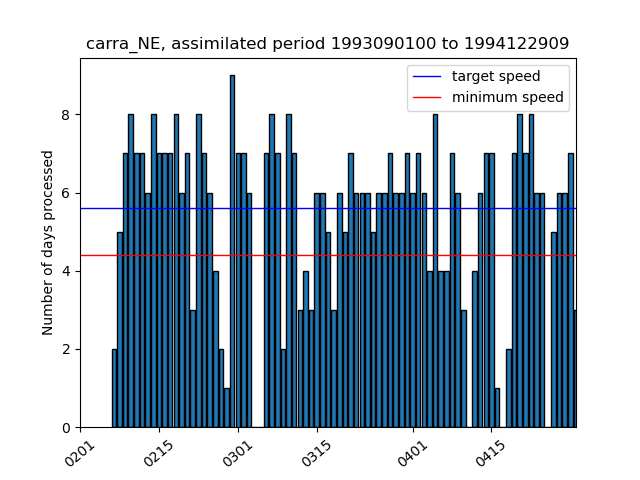 carra_NE, assimilated period 1993090100 to 1994122909
target speed
minimum speed
Number of days processed
8
6
4
2
0
0201
0215
0301
0315
0401
0415